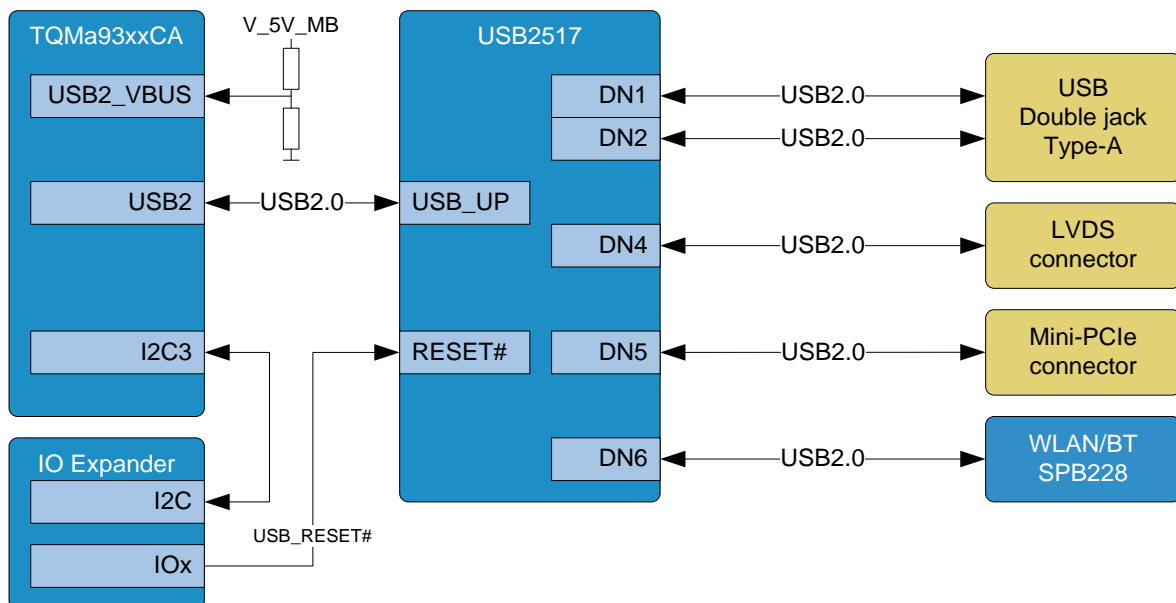 TQMa93xxCA
USB2_VBUS
USB2
I2C3
V_5V_MB
USB2.0
IO Expander
I2C
IOx
USB_RESET#
USB2517
USB_UP
RESET#
DN1
DN2
DN4
DN5
DN6
USB2.0
USB2.0
USB2.0
USB2.0
USB2.0
USB
Double jack
Type-A
LVDS
connector
Mini-PCIe
connector
WLAN/BT
SPB228